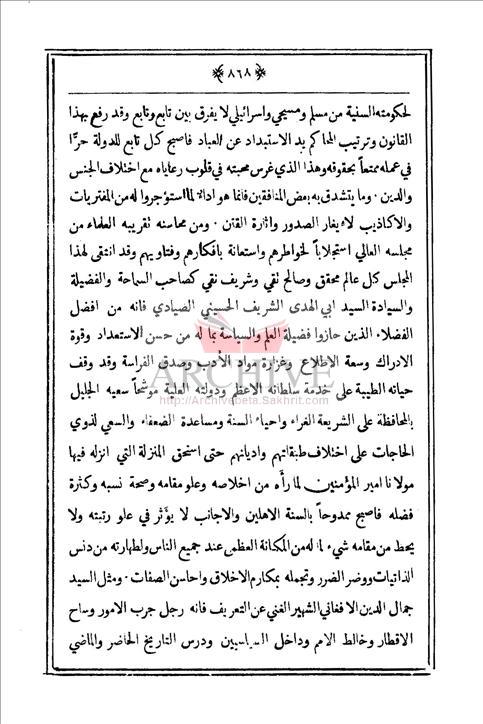 ﴿٨٦٨﴾
لحكومته السنية من مسلم ومسيحي واسرائيلي لا يفرق بين تابع وتابع وقد رفع بهذا
القانون وترتيب المحاكم يد الاستبداد عن العباد فاصبح كل تابع للدولة حرًّا
في عمله ممتعاً بحقوقه وهذا الذي غرس محبته في قلوب رعاياه مع اختلاف الجنس
والدين . وما يتشدق به بعض المنافقين فانما هو اداة لما استؤجروا له من المفتريات
والاكاذيب لايغار الصدور واثارة الفتن . ومن محاسنه تقريبه العلماء من
مجلسه العالي استجلاباً لخواطرهم واستعانة بافكارهم وفتاويهم وقد انتقى لهذا
المجلس كل عالم محقق وصالح تقي وشريف نقي كصاحب السماحة والفضيلة
والسيادة السيد ابي الهدى الشريف الحسيني الصيادي فانه من افضل
الفضلاء الذين حازوا فضيلة العلم والسياسة بما له من حسن الاستعداد وقوة
الادراك وسعة الاطلاع وغزارة مواد الأدب وصدق الفراسة وقد وقف
ARCHIVE
حياته الطيبة على خدمة سلطانه الاعظم ودولته العلية موشحاً سعيه الجليل
http://Archivebeta.Sakhrit.com
بالمحافظة على الشريعة الغراء واحياء السنة ومساعدة الضعفاء والسعي لذوي
الحاجات على اختلاف طبقاتهم واديانهم حتى استحق المنزلة التي انزله فيها
مولانا امير المؤمنين لما رأه من اخلاصه وعلو مقامه وصحة نسبه وكثرة
فضله فاصبح ممدوحاً بالسنة الاهلين والاجانب لا يؤثر في علو رتبته ولا
يحط من مقامه شيء لما له من المكانة العظمى عند جميع الناس ولطهارته من دنس
الذاتيات ووضر الضرر وتجمله بمكارم الاخلاق واحاسن الصفات . ومثل السيد
جمال الدين الافغاني الشهير الغني عن التعريف فانه رجل جرب الامور وساح
الاقطار وخالط الامم وداخل السياسيين ودرس التاريخ الحاضر والماضي